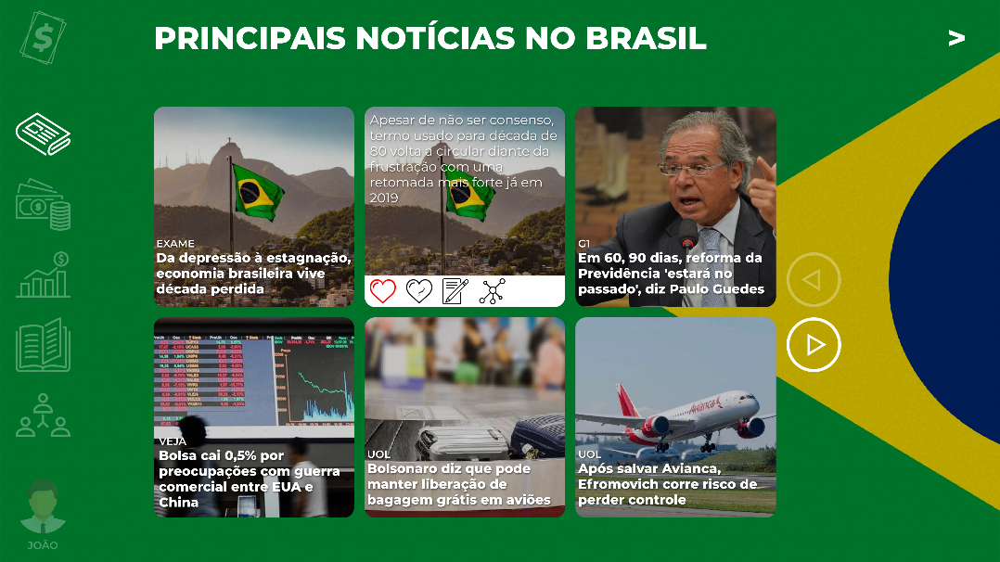 PRINCIPAIS NOTÍCIAS NO BRASIL
>
EXAME
Da depressão à estagnação,
economia brasileira vive
década perdida
Apesar de não ser consenso,
termo usado para década de
80 volta a circular diante da
frustração com uma
retomada mais forte já em
2019
G1
Em 60, 90 dias, reforma da
Previdência 'estará no
passado', diz Paulo Guedes
VEJA
Bolsa cai 0,5% por
preocupações com guerra
comercial entre EUA e
China
UOL
Bolsonaro diz que pode
manter liberação de
bagagem grátis em aviões
Avianca
UOL
Após salvar Avianca,
Efromovich corre risco de
perder controle
JOÃO